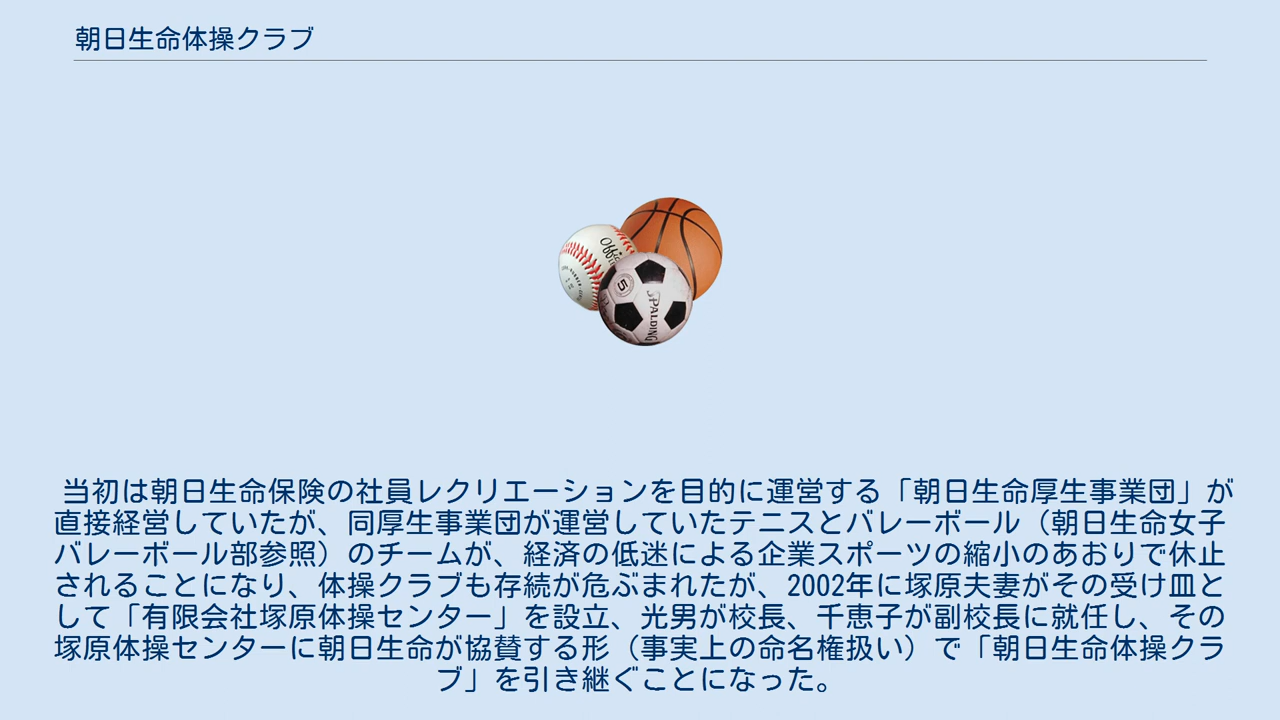 朝日生命体操クラブ
Offic
5
SPALDING
当初は朝日生命保険の社員レクリエーションを目的に運営する「朝日生命厚生事業団」が
直接経営していたが、同厚生事業団が運営していたテニスとバレーボール（朝日生命女子
バレーボール部参照）のチームが、経済の低迷による企業スポーツの縮小のあおりで休止
されることになり、体操クラブも存続が危ぶまれたが、2002年に塚原夫妻がその受け皿と
して「有限会社塚原体操センター」を設立、光男が校長、千恵子が副校長に就任し、その
塚原体操センターに朝日生命が協賛する形（事実上の命名権扱い）で「朝日生命体操クラ
ブ」を引き継ぐことになった。